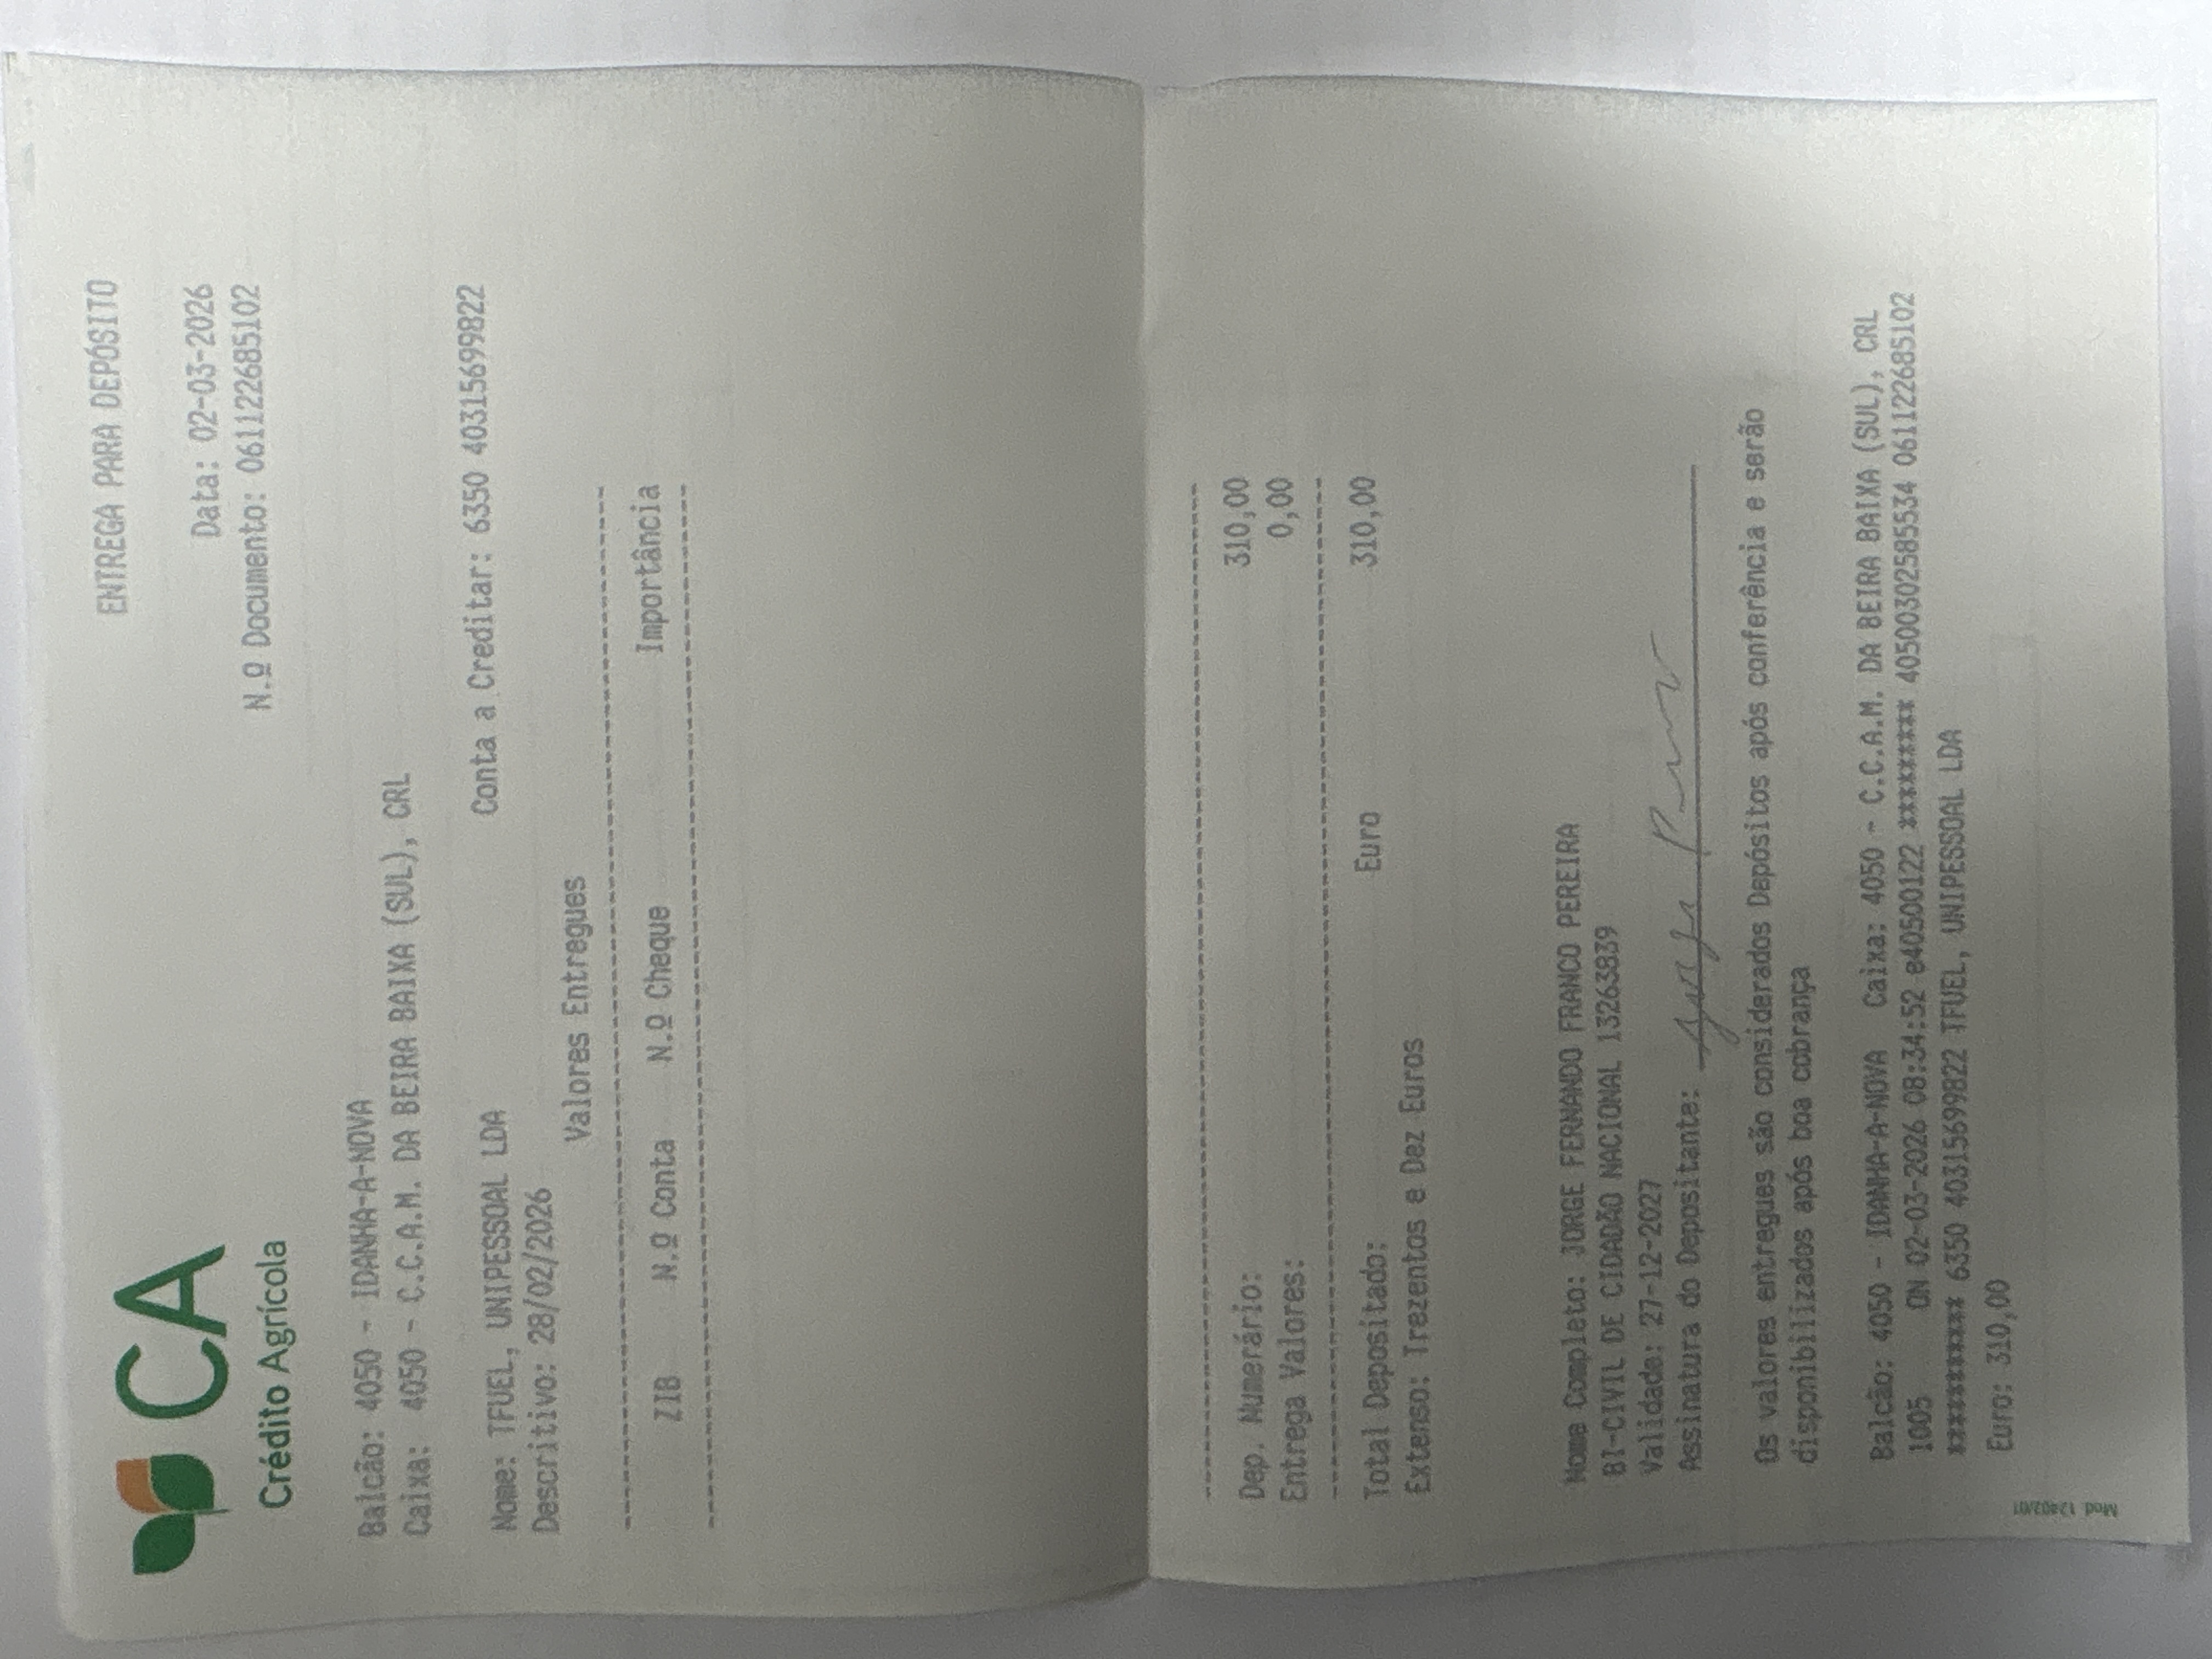 CA
Crédito Agrícola
ENTREGA PARA DEPÓSITO
Data: 02-03-2026
N.º Documento: 061122685102
Balcão: 4050 - IDANHA-A-NOVA
Caixa: 4050 - C.C.A.M. DA BEIRA BAIXA (SUL), CRL
Conta a Creditar: 6350 40315699822
Nome: TFUEL, UNIPESSOAL LDA
Descritivo: 28/02/2026
Valores Entregues
ZIB N.º Conta N.º Cheque Importância
Dep. Numerário: 310,00
Entrega Valores: 0,00
Total Depositado: Euro 310,00
Extenso: Trezentos e Dez Euros
Nome Completo: JORGE FERNANDO FRANCO PEREIRA
BI-CIVIL DE CIDADÃO NACIONAL 13263839
Validade: 27-12-2027
Assinatura do Depositante:
Os valores entregues são considerados Depósitos após conferência e serão
disponibilizados após boa cobrança
Balcão: 4050 - IDANHA-A-NOVA Caixa: 4050 - C.C.A.M. DA BEIRA BAIXA (SUL), CRL
1005 ON 02-03-2026 08:34:52 e4050122 ********* 40500302585534 061122685102
********** 6350 40315699822 TFUEL, UNIPESSOAL LDA
Euro: 310,00